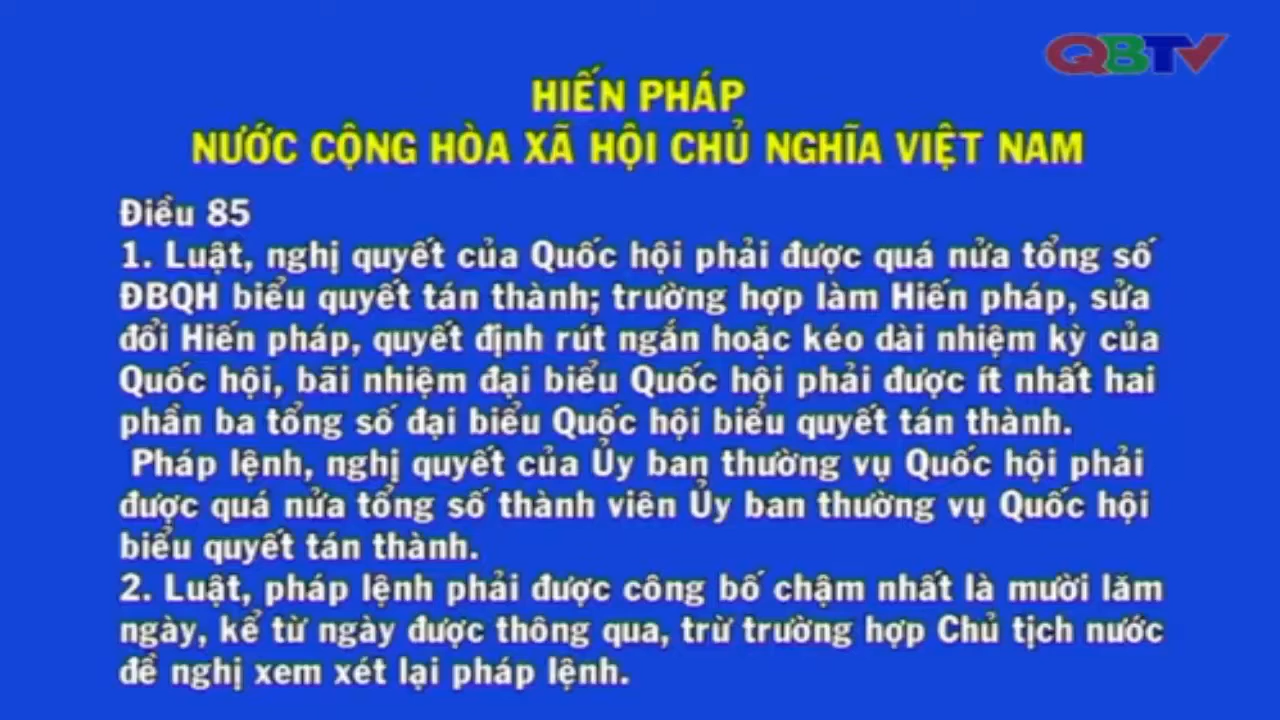 QBTV
HIẾN PHÁP
NƯỚC CỘNG HÒA XÃ HỘI CHỦ NGHĨA VIỆT NAM
Điều 85
1. Luật, nghị quyết của Quốc hội phải được quá nửa tổng số
ĐBQH biểu quyết tán thành; trường hợp làm Hiến pháp, sửa
đổi Hiến pháp, quyết định rút ngắn hoặc kéo dài nhiệm kỳ của
Quốc hội, bãi nhiệm đại biểu Quốc hội phải được ít nhất hai
phần ba tổng số đại biểu Quốc hội biểu quyết tán thành.
Pháp lệnh, nghị quyết của Ủy ban thường vụ Quốc hội phải
được quá nửa tổng số thành viên Ủy ban thường vụ Quốc hội
biểu quyết tán thành.
2. Luật, pháp lệnh phải được công bố chậm nhất là mười lăm
ngày, kể từ ngày được thông qua, trừ trường hợp Chủ tịch nước
đề nghị xem xét lại pháp lệnh.